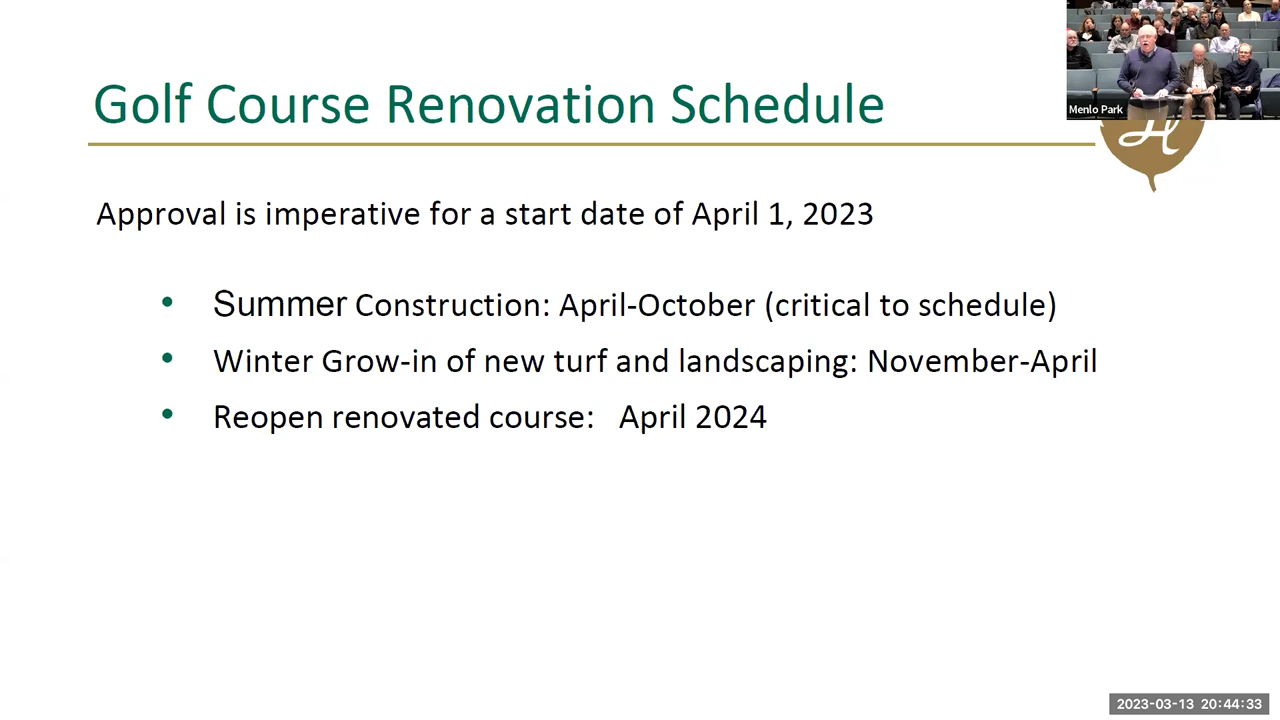 Golf Course Renovation Schedule
Menlo Park
H
Approval is imperative for a start date of April 1, 2023
• Summer Construction: April-October (critical to schedule)
• Winter Grow-in of new turf and landscaping: November-April
• Reopen renovated course: April 2024
2023-03-13 20:44:33